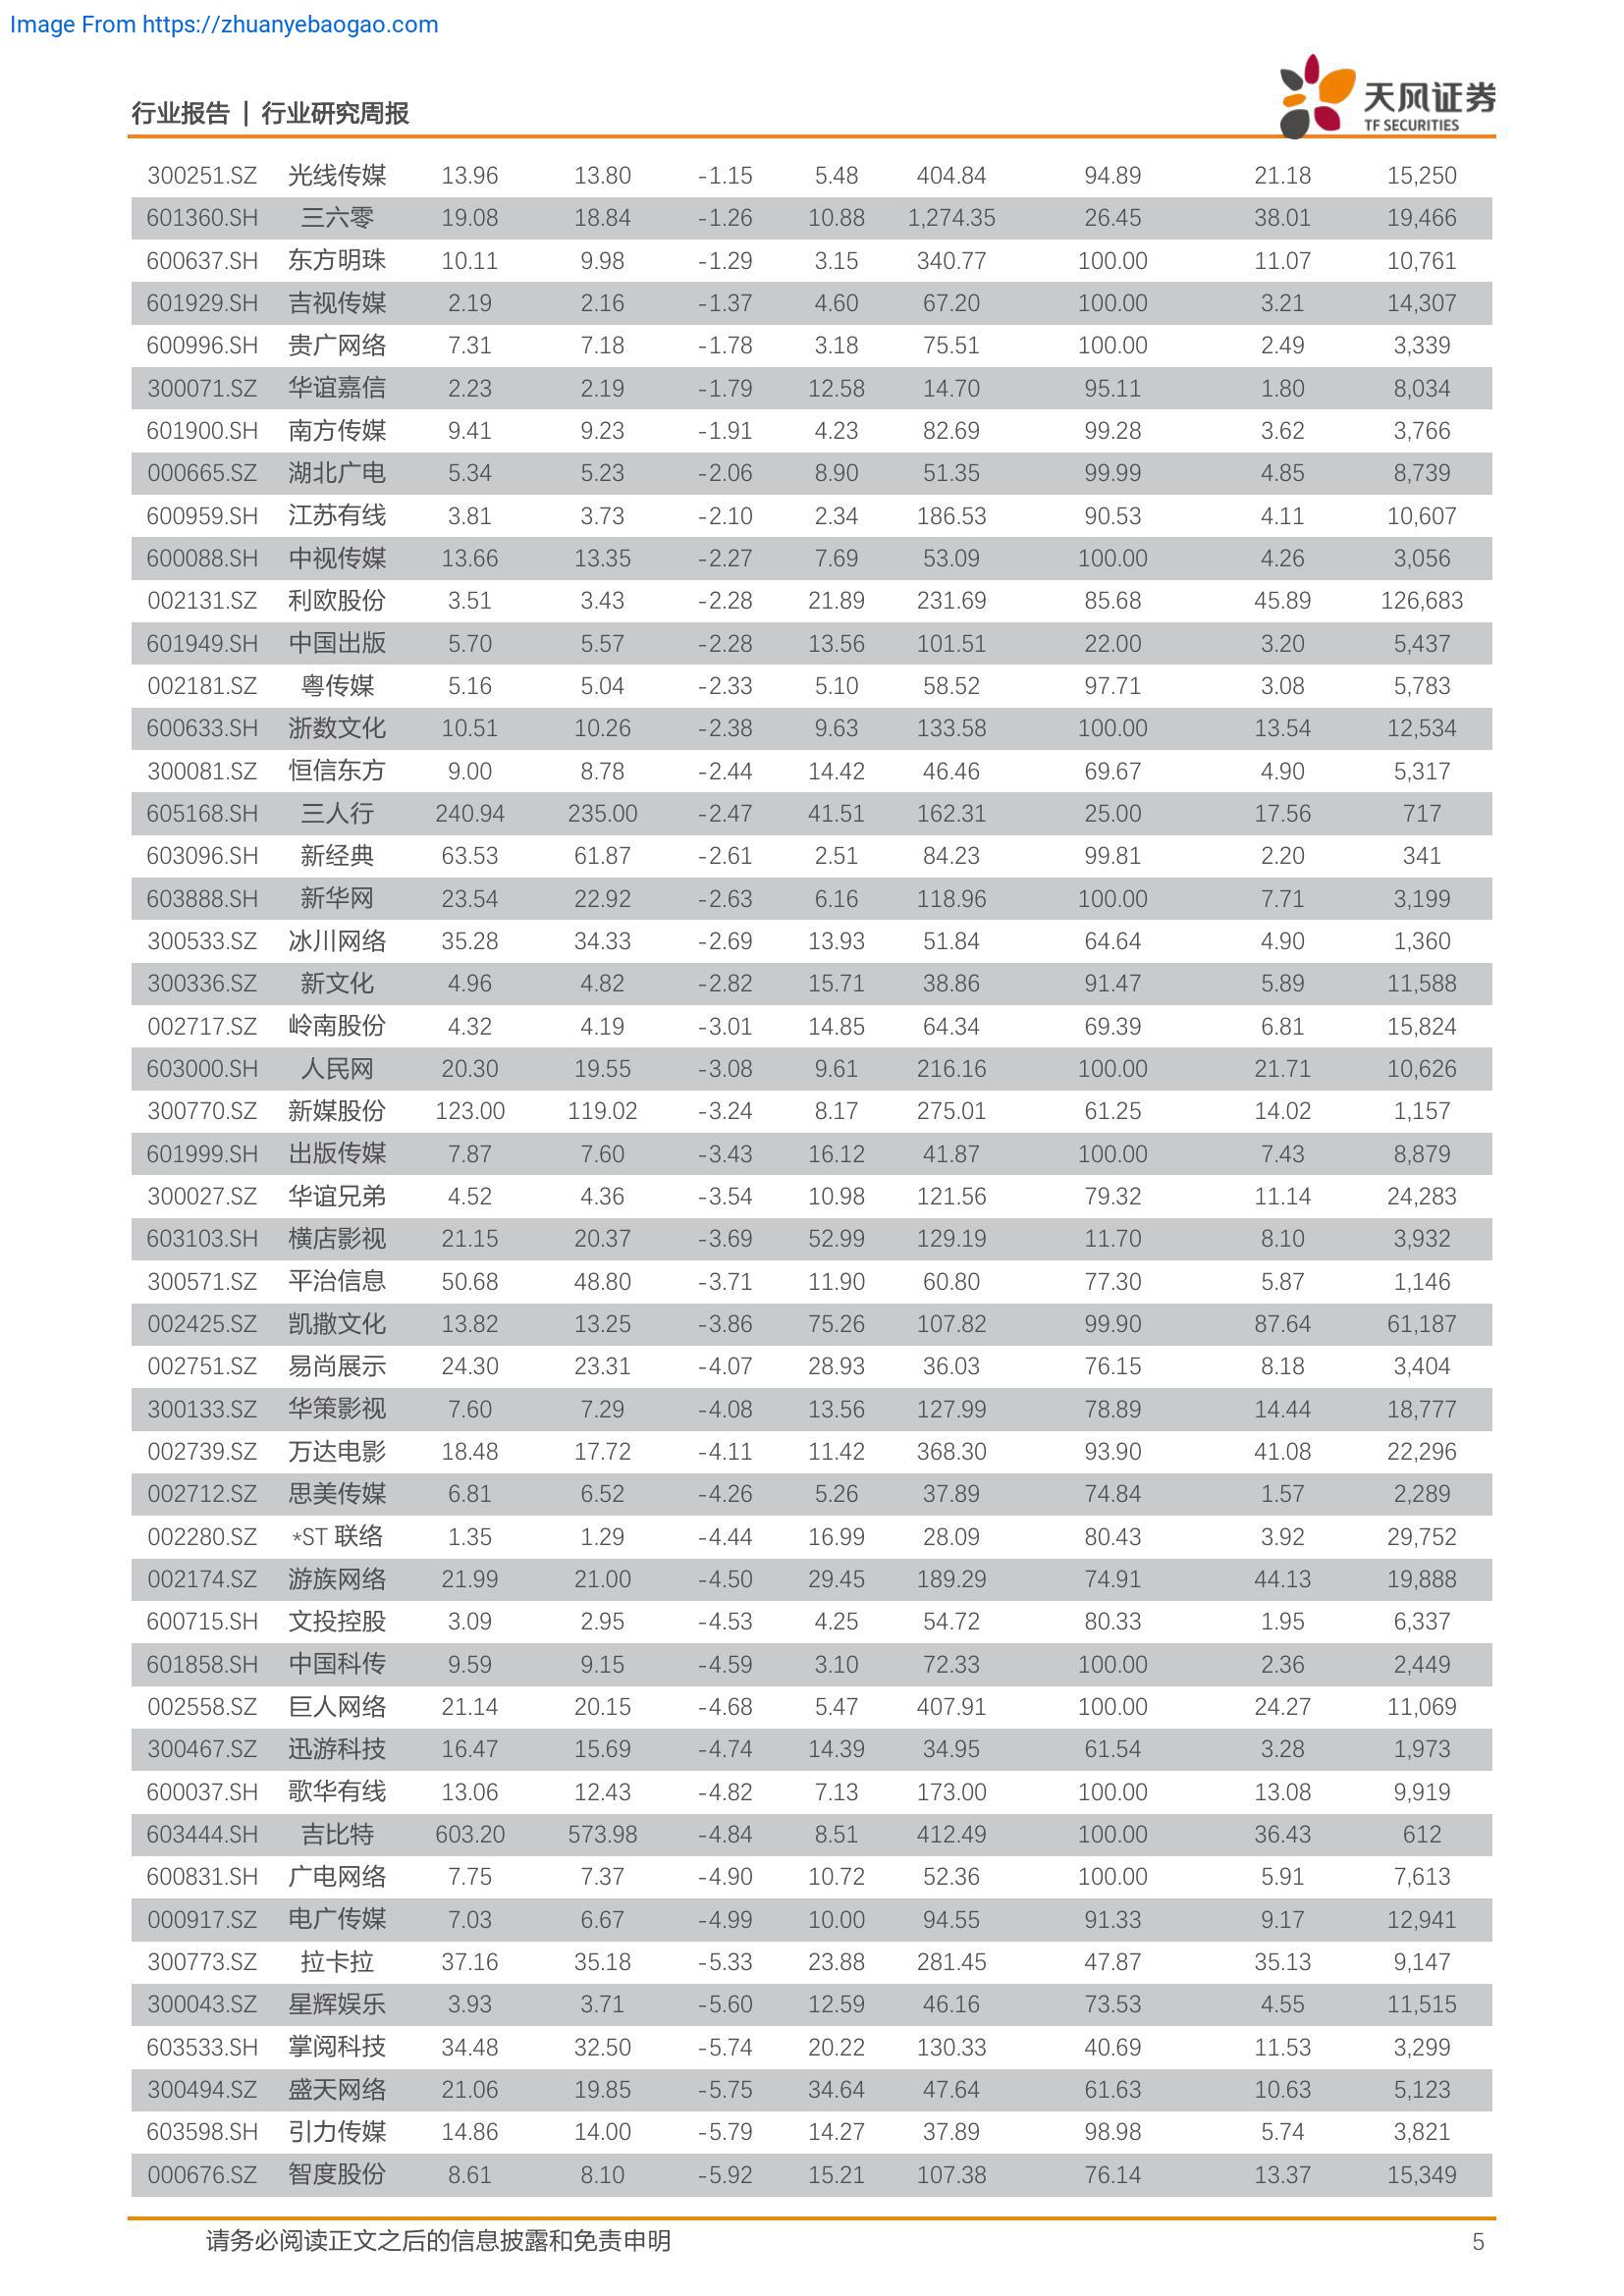 Image From https://zhuanyebaogao.com
行业报告 | 行业研究周报
天风证券
TF SECURITIES
300251.SZ 光线传媒 13.96 13.80 -1.15 5.48 404.84 94.89 21.18 15,250
601360.SH 三六零 19.08 18.84 -1.26 10.88 1,274.35 26.45 38.01 19,466
600637.SH 东方明珠 10.11 9.98 -1.29 3.15 340.77 100.00 11.07 10,761
601929.SH 吉视传媒 2.19 2.16 -1.37 4.60 67.20 100.00 3.21 14,307
600996.SH 贵广网络 7.31 7.18 -1.78 3.18 75.51 100.00 2.49 3,339
300071.SZ 华谊嘉信 2.23 2.19 -1.79 12.58 14.70 95.11 1.80 8,034
601900.SH 南方传媒 9.41 9.23 -1.91 4.23 82.69 99.28 3.62 3,766
000665.SZ 湖北广电 5.34 5.23 -2.06 8.90 51.35 99.99 4.85 8,739
600959.SH 江苏有线 3.81 3.73 -2.10 2.34 186.53 90.53 4.11 10,607
600088.SH 中视传媒 13.66 13.35 -2.27 7.69 53.09 100.00 4.26 3,056
002131.SZ 利欧股份 3.51 3.43 -2.28 21.89 231.69 85.68 45.89 126,683
601949.SH 中国出版 5.70 5.57 -2.28 13.56 101.51 22.00 3.20 5,437
002181.SZ 粤传媒 5.16 5.04 -2.33 5.10 58.52 97.71 3.08 5,783
600633.SH 浙数文化 10.51 10.26 -2.38 9.63 133.58 100.00 13.54 12,534
300081.SZ 恒信东方 9.00 8.78 -2.44 14.42 46.46 69.67 4.90 5,317
605168.SH 三人行 240.94 235.00 -2.47 41.51 162.31 25.00 17.56 717
603096.SH 新经典 63.53 61.87 -2.61 2.51 84.23 99.81 2.20 341
603888.SH 新华网 23.54 22.92 -2.63 6.16 118.96 100.00 7.71 3,199
300533.SZ 冰川网络 35.28 34.33 -2.69 13.93 51.84 64.64 4.90 1,360
300336.SZ 新文化 4.96 4.82 -2.82 15.71 38.86 91.47 5.89 11,588
002717.SZ 岭南股份 4.32 4.19 -3.01 14.85 64.34 69.39 6.81 15,824
603000.SH 人民网 20.30 19.55 -3.08 9.61 216.16 100.00 21.71 10,626
300770.SZ 新媒股份 123.00 119.02 -3.24 8.17 275.01 61.25 14.02 1,157
601999.SH 出版传媒 7.87 7.60 -3.43 16.12 41.87 100.00 7.43 8,879
300027.SZ 华谊兄弟 4.52 4.36 -3.54 10.98 121.56 79.32 11.14 24,283
603103.SH 横店影视 21.15 20.37 -3.69 52.99 129.19 11.70 8.10 3,932
300571.SZ 平治信息 50.68 48.80 -3.71 11.90 60.80 77.30 5.87 1,146
002425.SZ 凯撒文化 13.82 13.25 -3.86 75.26 107.82 99.90 87.64 61,187
002751.SZ 易尚展示 24.30 23.31 -4.07 28.93 36.03 76.15 8.18 3,404
300133.SZ 华策影视 7.60 7.29 -4.08 13.56 127.99 78.89 14.44 18,777
002739.SZ 万达电影 18.48 17.72 -4.11 11.42 368.30 93.90 41.08 22,296
002712.SZ 思美传媒 6.81 6.52 -4.26 5.26 37.89 74.84 1.57 2,289
002280.SZ *ST 联络 1.35 1.29 -4.44 16.99 28.09 80.43 3.92 29,752
002174.SZ 游族网络 21.99 21.00 -4.50 29.45 189.29 74.91 44.13 19,888
600715.SH 文投控股 3.09 2.95 -4.53 4.25 54.72 80.33 1.95 6,337
601858.SH 中国科传 9.59 9.15 -4.59 3.10 72.33 100.00 2.36 2,449
002558.SZ 巨人网络 21.14 20.15 -4.68 5.47 407.91 100.00 24.27 11,069
300467.SZ 迅游科技 16.47 15.69 -4.74 14.39 34.95 61.54 3.28 1,973
600037.SH 歌华有线 13.06 12.43 -4.82 7.13 173.00 100.00 13.08 9,919
603444.SH 吉比特 603.20 573.98 -4.84 8.51 412.49 100.00 36.43 612
600831.SH 广电网络 7.75 7.37 -4.90 10.72 52.36 100.00 5.91 7,613
000917.SZ 电广传媒 7.03 6.67 -4.99 10.00 94.55 91.33 9.17 12,941
300773.SZ 拉卡拉 37.16 35.18 -5.33 23.88 281.45 47.87 35.13 9,147
300043.SZ 星辉娱乐 3.93 3.71 -5.60 12.59 46.16 73.53 4.55 11,515
603533.SH 掌阅科技 34.48 32.50 -5.74 20.22 130.33 40.69 11.53 3,299
300494.SZ 盛天网络 21.06 19.85 -5.75 34.64 47.64 61.63 10.63 5,123
603598.SH 引力传媒 14.86 14.00 -5.79 14.27 37.89 98.98 5.74 3,821
000676.SZ 智度股份 8.61 8.10 -5.92 15.21 107.38 76.14 13.37 15,349
请务必阅读正文之后的信息披露和免责申明 5